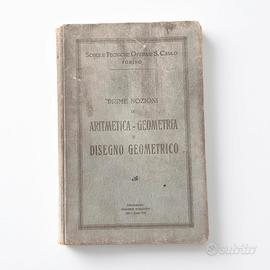 SCUOLE TECNICHE OPERAIE S. CARLO
TORINO
PRIME NOZIONI
DI
ARITMETICA - GEOMETRIA
E
DISEGNO GEOMETRICO
subito